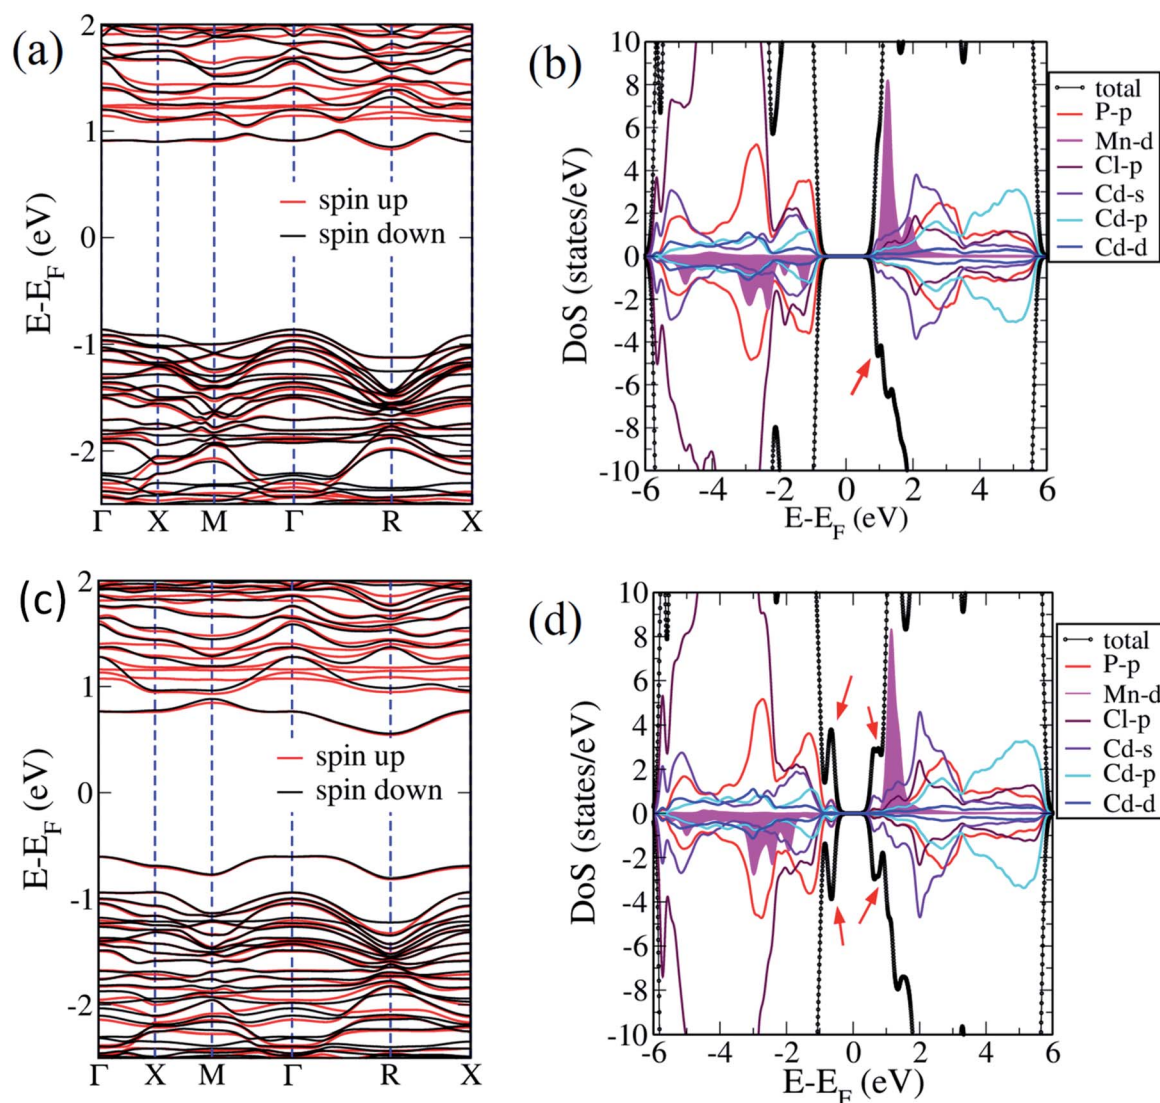 (a)
2
1
0
-1
-2
E-E_F (eV)
spin up
spin down
Γ X M Γ R X
(b)
10
8
6
4
2
0
-2
-4
-6
-8
-10
DoS (states/eV)
-6 -4 -2 0 2 4 6
E-E_F (eV)
total
P-p
Mn-d
Cl-p
Cd-s
Cd-p
Cd-d
(c)
2
1
0
-1
-2
E-E_F (eV)
spin up
spin down
Γ X M Γ R X
(d)
10
8
6
4
2
0
-2
-4
-6
-8
-10
DoS (states/eV)
-6 -4 -2 0 2 4 6
E-E_F (eV)
total
P-p
Mn-d
Cl-p
Cd-s
Cd-p
Cd-d